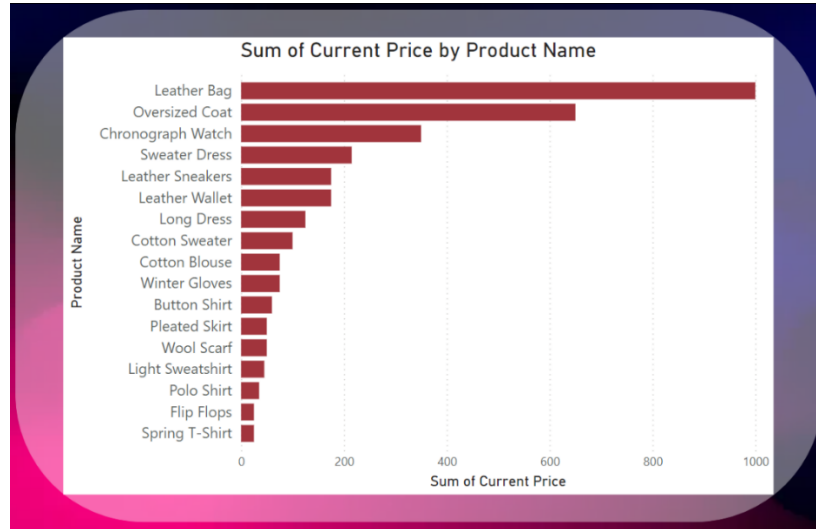 Sum of Current Price by Product Name
Product Name
Leather Bag
Oversized Coat
Chronograph Watch
Sweater Dress
Leather Sneakers
Leather Wallet
Long Dress
Cotton Sweater
Cotton Blouse
Winter Gloves
Button Shirt
Pleated Skirt
Wool Scarf
Light Sweatshirt
Polo Shirt
Flip Flops
Spring T-Shirt
0 200 400 600 800 1000
Sum of Current Price